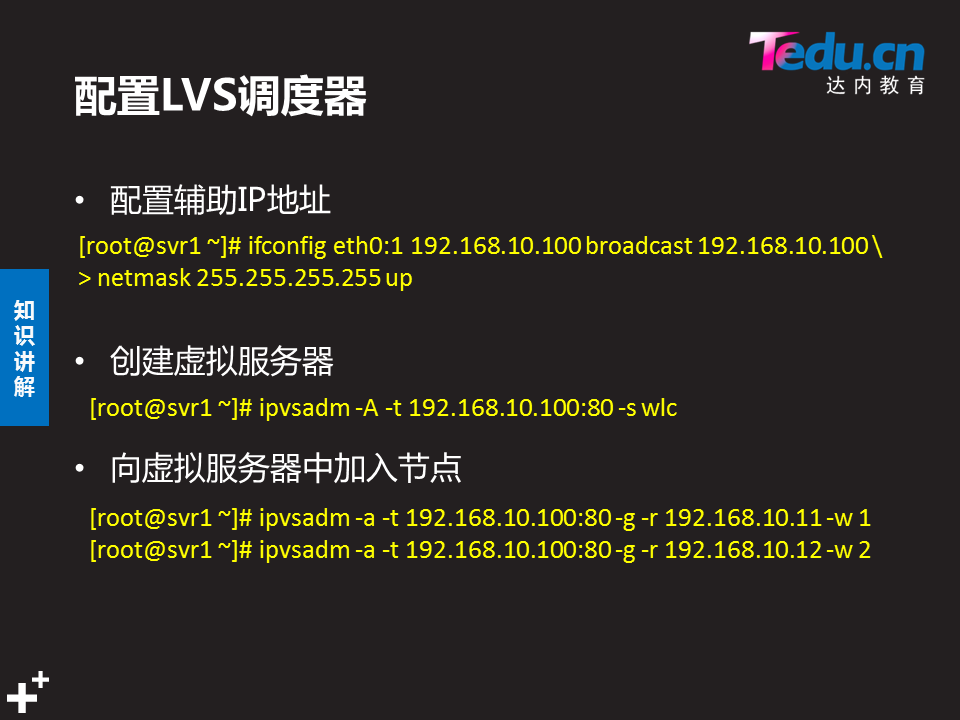 Tedu.cn
达内教育
配置LVS调度器
• 配置辅助IP地址
[root@svr1 ~]# ifconfig eth0:1 192.168.10.100 broadcast 192.168.10.100 \
> netmask 255.255.255.255 up
知识讲解
• 创建虚拟服务器
[root@svr1 ~]# ipvsadm -A -t 192.168.10.100:80 -s wlc
• 向虚拟服务器中加入节点
[root@svr1 ~]# ipvsadm -a -t 192.168.10.100:80 -g -r 192.168.10.11 -w 1
[root@svr1 ~]# ipvsadm -a -t 192.168.10.100:80 -g -r 192.168.10.12 -w 2